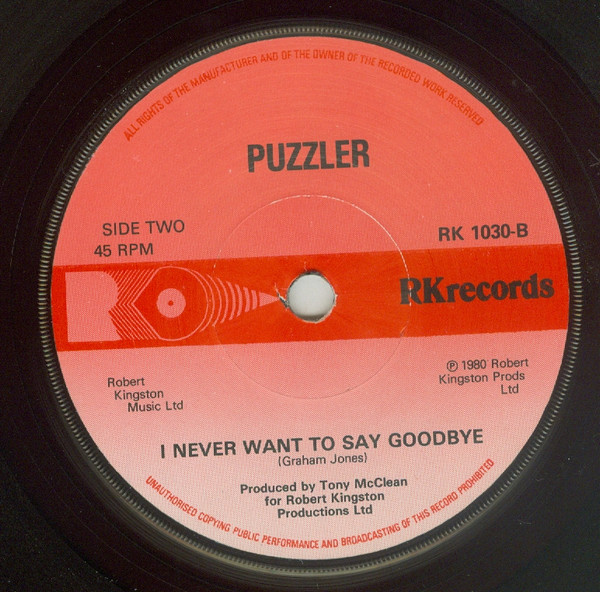 ALL RIGHTS OF THE MANUFACTURER AND OF THE OWNER OF THE RECORDED WORK RESERVED
PUZZLER
SIDE TWO
45 RPM
RK 1030-B
RKrecords
Robert
Kingston
Music Ltd
℗ 1980 Robert
Kingston Prods
Ltd
I NEVER WANT TO SAY GOODBYE
(Graham Jones)
Produced by Tony McClean
for Robert Kingston
Productions Ltd
UNAUTHORISED COPYING PUBLIC PERFORMANCE AND BROADCASTING OF THIS RECORD PROHIBITED